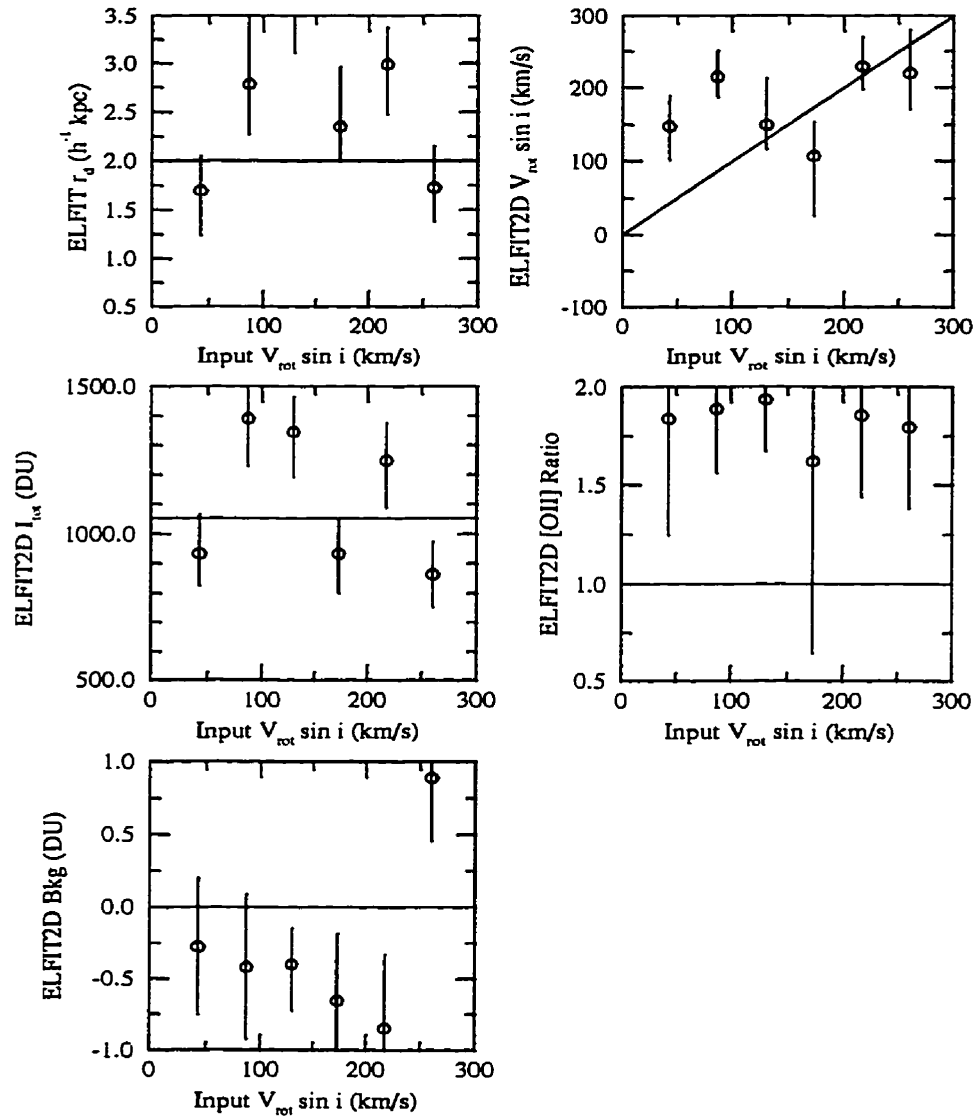 3.5
3.0
2.5
2.0
1.5
1.0
0.5
ELFIT r_d (h^-1 kpc)
0 100 200 300
Input V_rot sin i (km/s)
300
200
100
0
-100
ELFIT2D V_rot sin i (km/s)
0 100 200 300
Input V_rot sin i (km/s)
1500.0
1000.0
500.0
ELFIT2D I_tot (DU)
0 100 200 300
Input V_rot sin i (km/s)
2.0
1.5
1.0
0.5
ELFIT2D [OII] Ratio
0 100 200 300
Input V_rot sin i (km/s)
1.0
0.5
0.0
-0.5
-1.0
ELFIT2D Bkg (DU)
0 100 200 300
Input V_rot sin i (km/s)